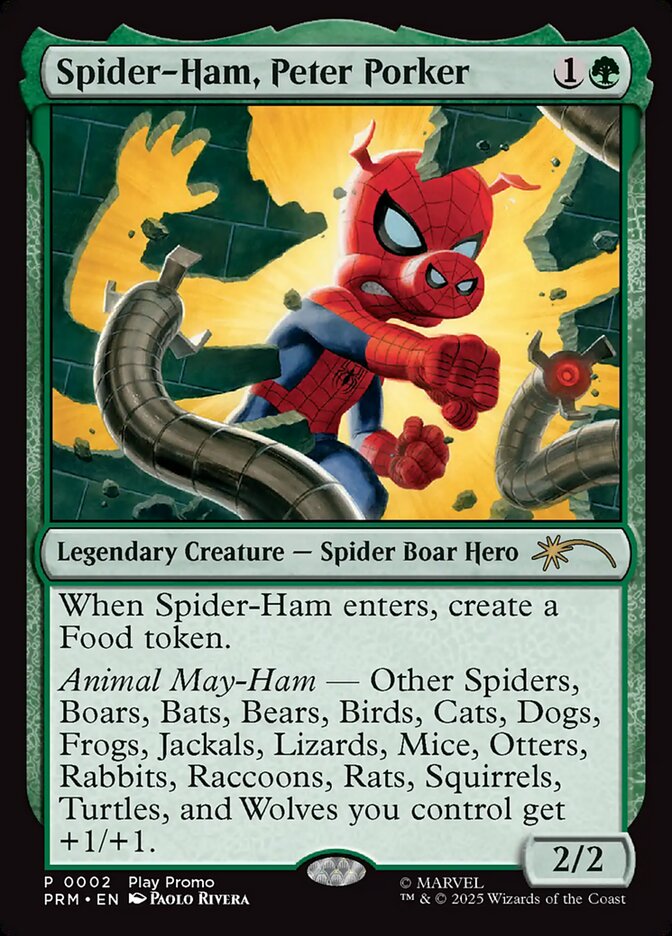 Spider-Ham, Peter Porker 1
Legendary Creature — Spider Boar Hero
When Spider-Ham enters, create a
Food token.
Animal May-Ham — Other Spiders,
Boars, Bats, Bears, Birds, Cats, Dogs,
Frogs, Jackals, Lizards, Mice, Otters,
Rabbits, Raccoons, Rats, Squirrels,
Turtles, and Wolves you control get
+1/+1.
2/2
P 0002 Play Promo
PRM • EN Paolo Rivera
© MARVEL
™ & © 2025 Wizards of the Coast